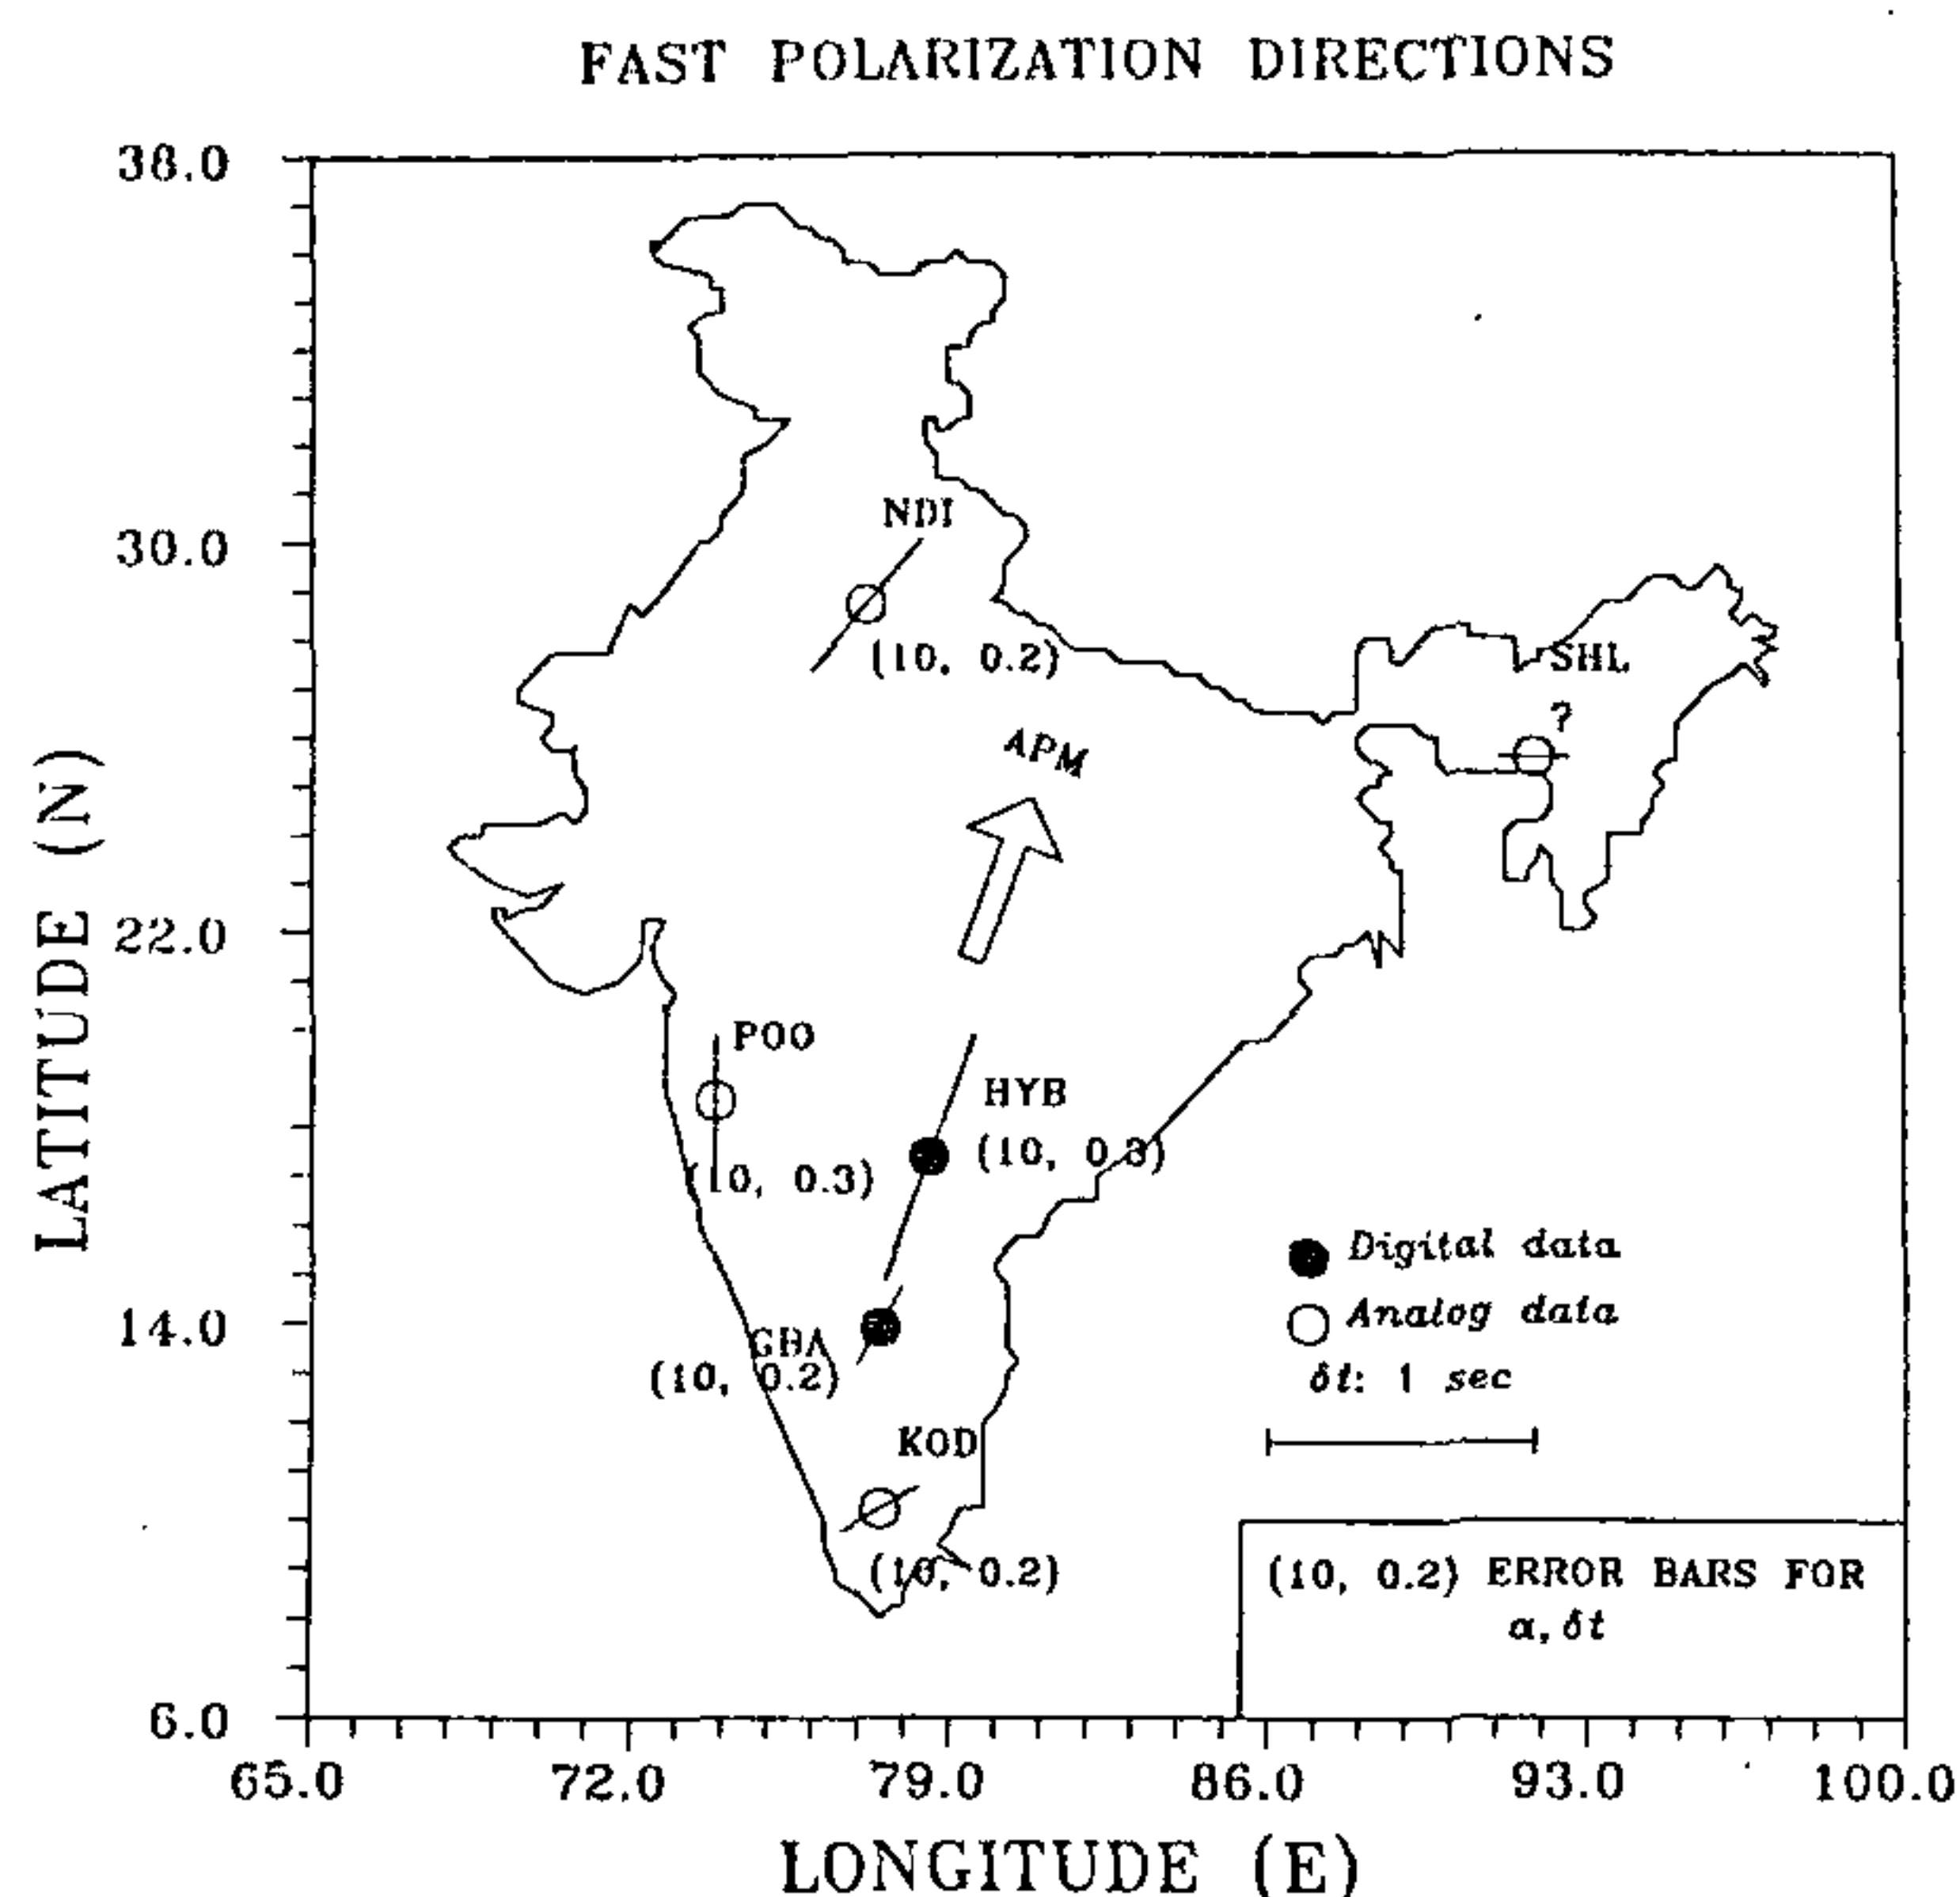 FAST POLARIZATION DIRECTIONS
38.0
NDI
30.0
(10, 0.2)
SHL
?
APM
22.0
POO
HYB
(10, 0.3)
(10, 0.3)
Digital data
14.0
Analog data
GBA
(10, 0.2)
δt: 1 sec
KOD
(10, 0.2)
(10, 0.2) ERROR BARS FOR
α, δt
6.0
65.0 72.0 79.0 86.0 93.0 100.0
LONGITUDE (E)
LATITUDE (N)